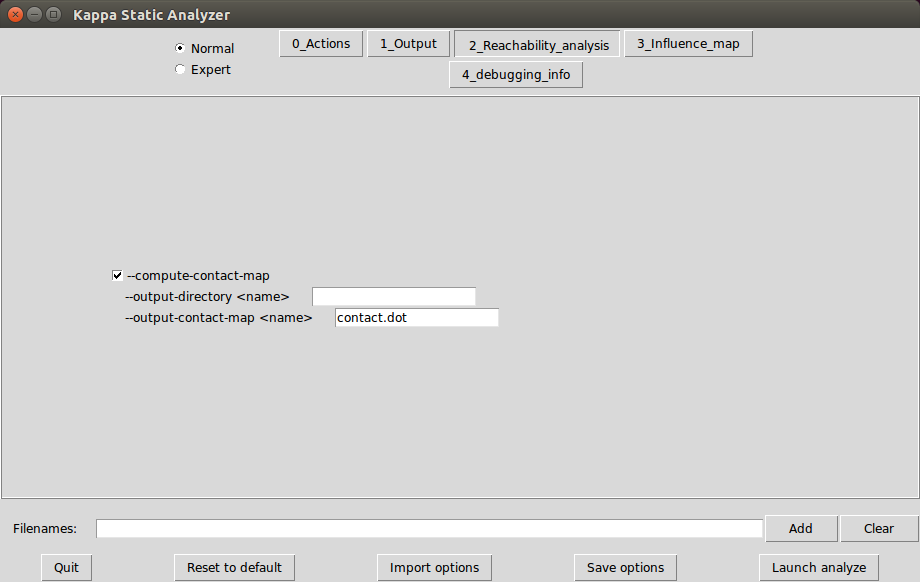 Kappa Static Analyzer
Normal
Expert
0_Actions
1_Output
2_Reachability_analysis
3_Influence_map
4_debugging_info
--compute-contact-map
--output-directory <name>
--output-contact-map <name> contact.dot
Filenames:
Add
Clear
Quit
Reset to default
Import options
Save options
Launch analyze